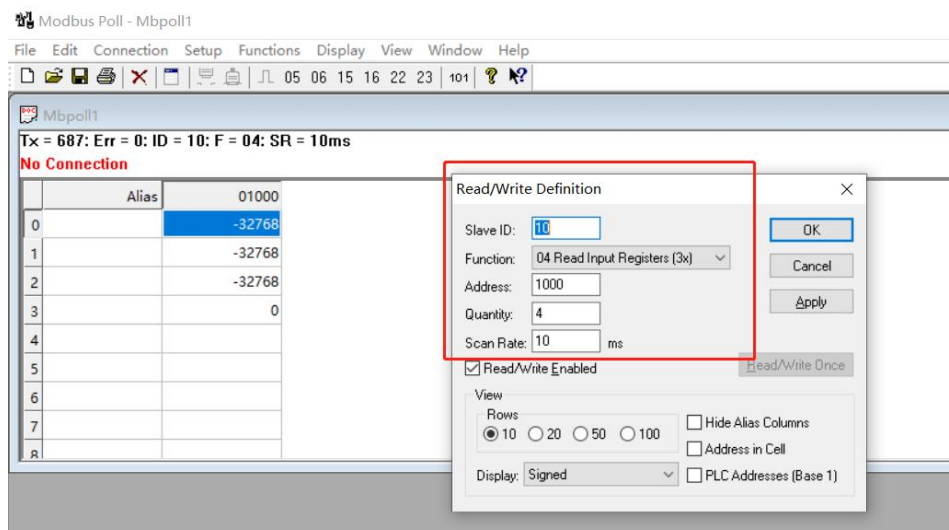 Modbus Poll - Mbpoll1
File Edit Connection Setup Functions Display View Window Help
05 06 15 16 22 23 101
Mbpoll1
Tx = 687: Err = 0: ID = 10: F = 04: SR = 10ms
No Connection
Alias 01000
0 -32768
1 -32768
2 -32768
3 0
4
5
6
7
8
Read/Write Definition
Slave ID: 10
OK
Function: 04 Read Input Registers (3x)
Cancel
Address: 1000
Apply
Quantity: 4
Scan Rate: 10 ms
Read/Write Enabled
Read/Write Once
View
Rows
10 20 50 100
Hide Alias Columns
Address in Cell
Display: Signed
PLC Addresses (Base 1)